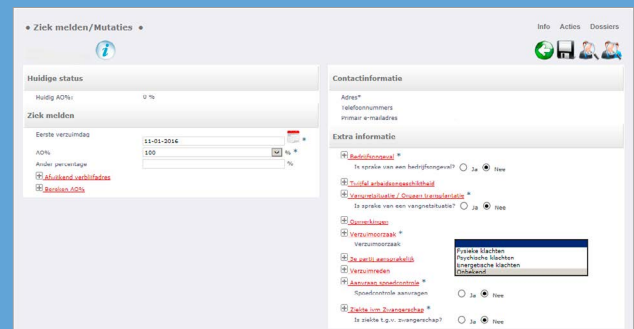 • Ziek melden/Mutaties •
Info Acties Dossiers
Huidige status
Huidig AO%: 0 %
Ziek melden
Eerste verzuimdag 11-01-2016 *
AO% 100 % *
Ander percentage %
Afwijkend verblijfadres
Bereken AO%
Contactinformatie
Adres*
Telefoonnummers
Primair e-mailadres
Extra informatie
Bedrijfsongeval *
Is sprake van een bedrijfsongeval? Ja Nee
Twijfel arbeidsongeschiktheid
Vangnetsituatie / Orgaan transplantatie *
Is sprake van een vangnetsituatie? Ja Nee
Opmerkingen
Verzuimoorzaak *
Verzuimoorzaak
Fysieke klachten
Psychische klachten
Energetische klachten
Onbekend
3e partij aansprakelijk
Verzuimreden
Aanvraag spoedcontrole *
Spoedcontrole aanvragen Ja Nee
Ziekte ivm Zwangerschap *
Is ziekte t.g.v. zwangerschap? Ja Nee